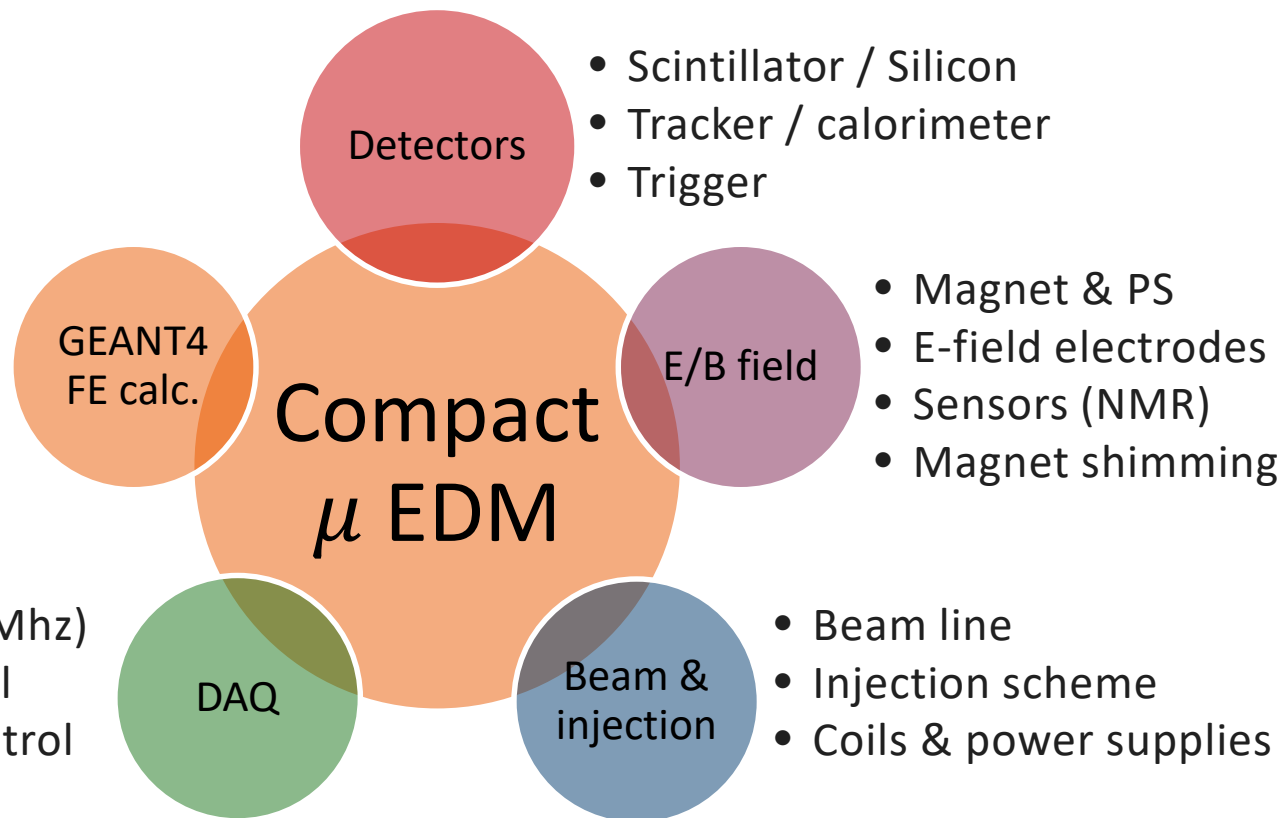 • Scintillator / Silicon
• Tracker / calorimeter
• Trigger
Detectors
• Magnet & PS
• E-field electrodes
• Sensors (NMR)
• Magnet shimming
GEANT4
FE calc.
E/B field
Compact
μ EDM
Mhz)
DAQ
Beam &
injection
• Beam line
• Injection scheme
• Coils & power supplies